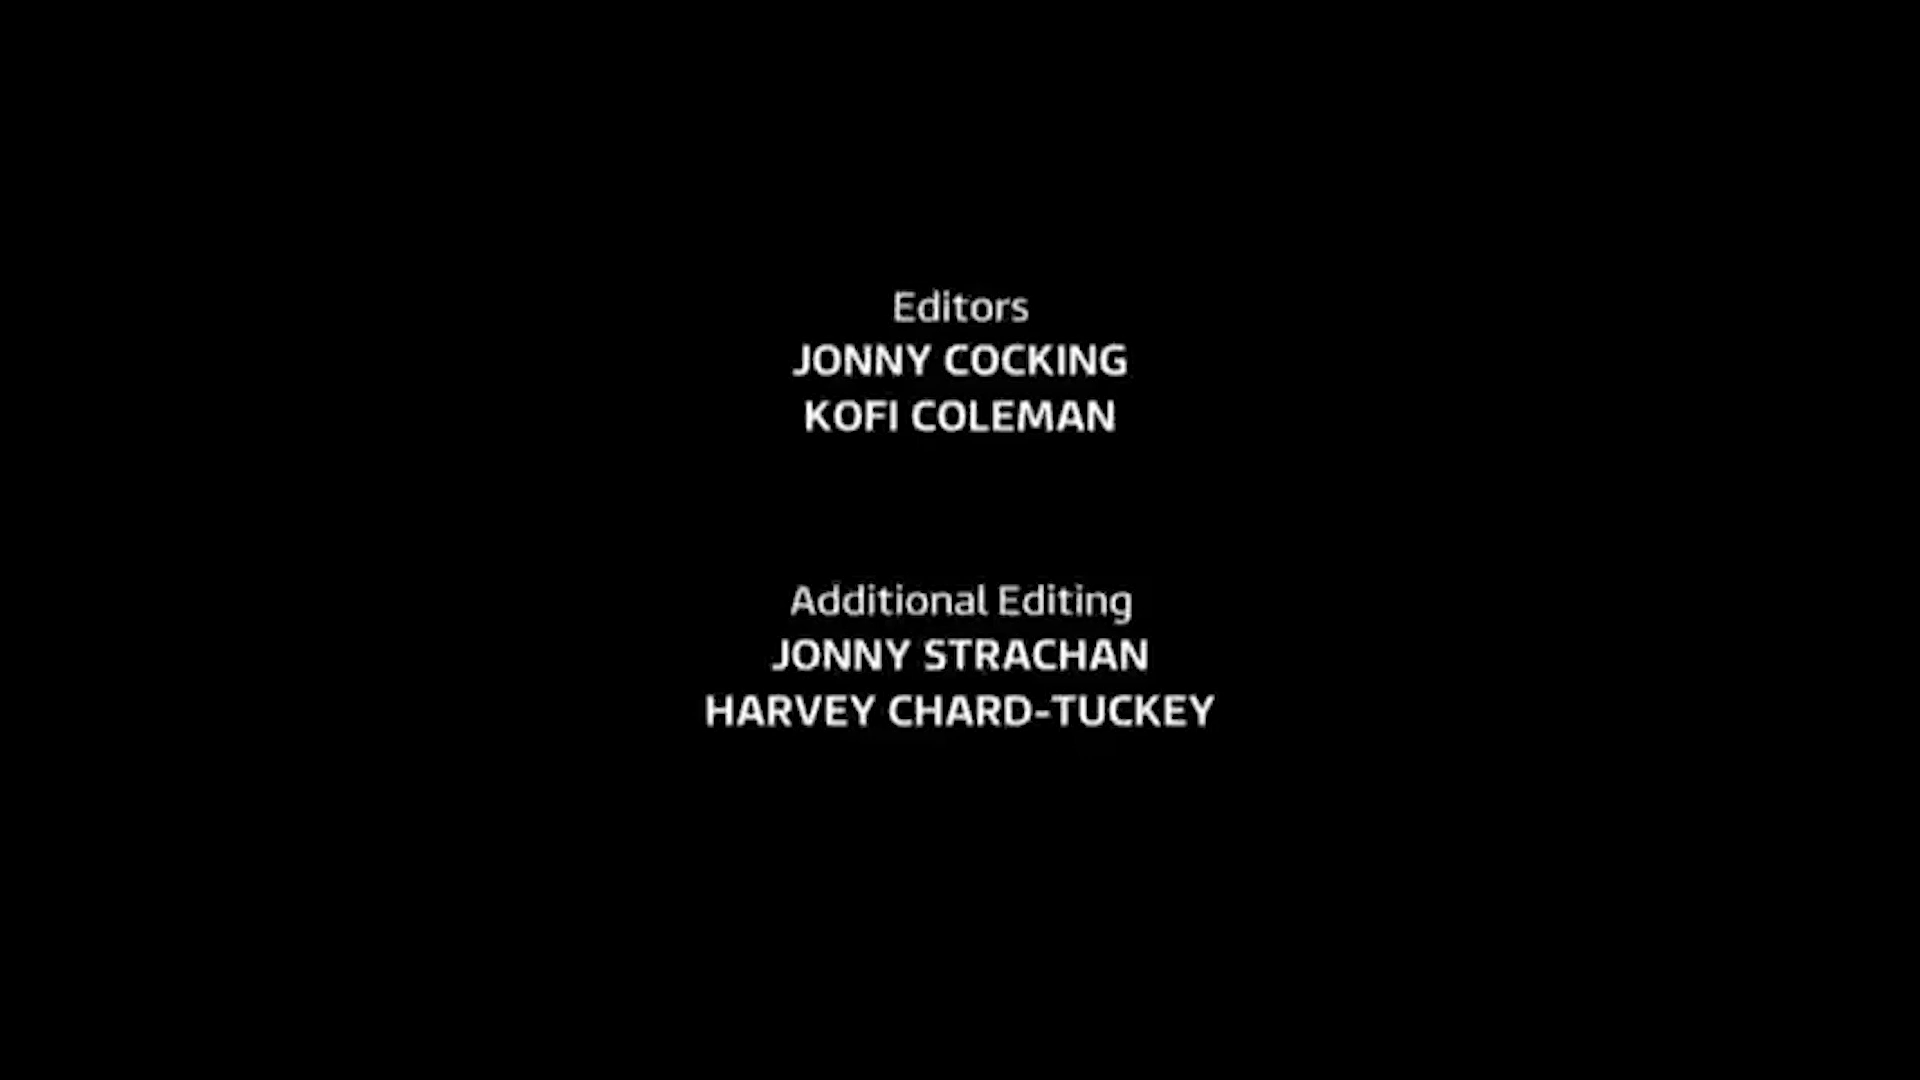 Editors
JONNY COCKING
KOFI COLEMAN
Additional Editing
JONNY STRACHAN
HARVEY CHARD-TUCKEY